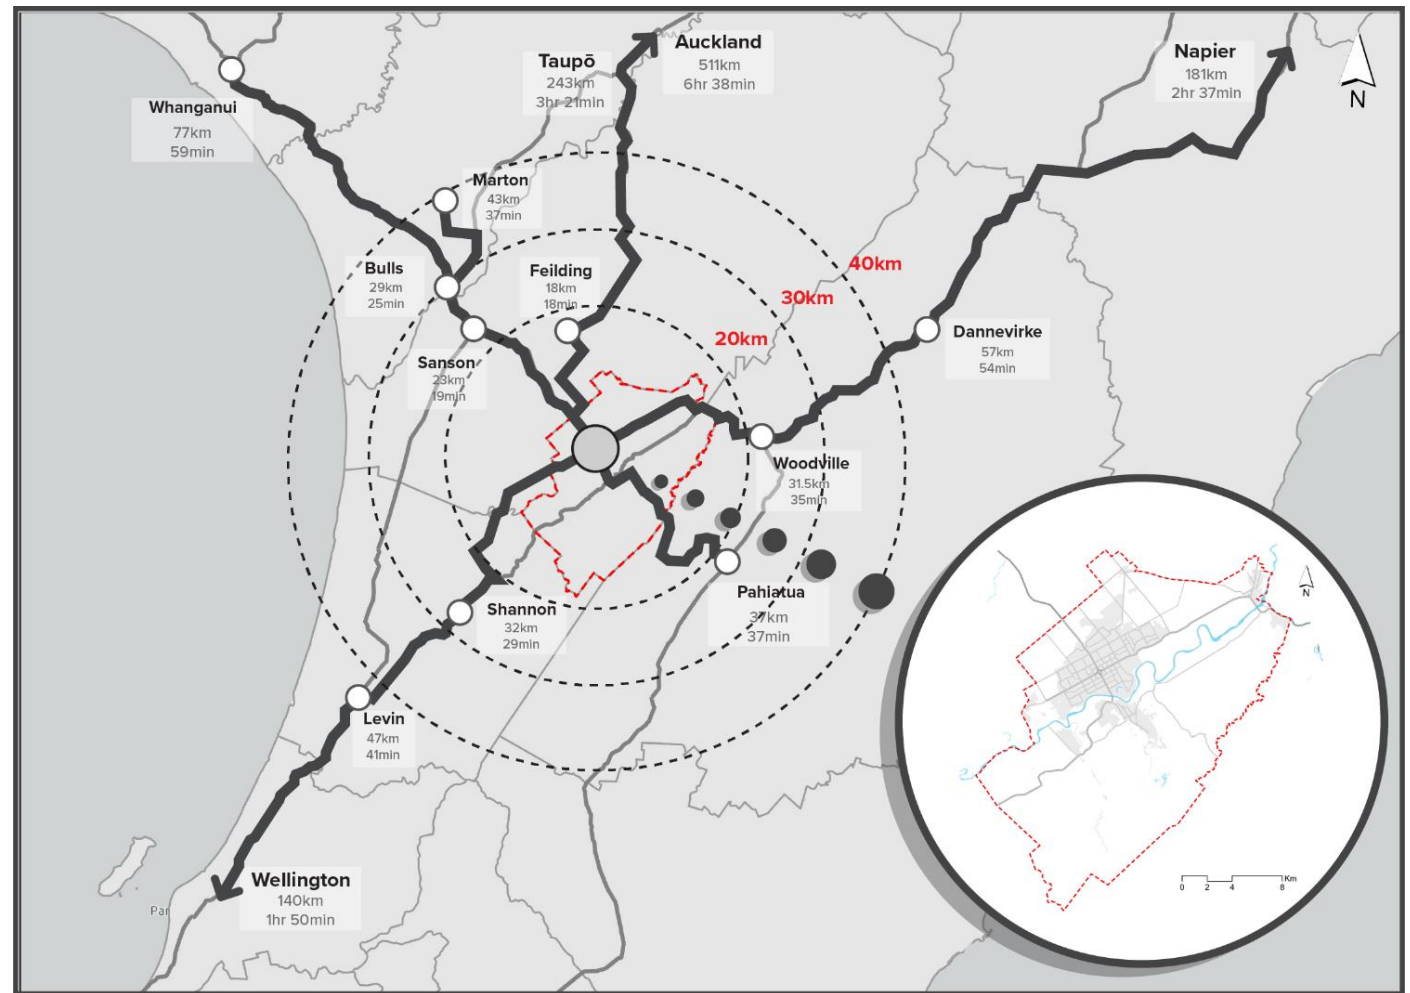 Auckland
511km
6hr 38min
Taupō
243km
3hr 21min
Napier
181km
2hr 37min
N
Whanganui
77km
59min
Marton
43km
37min
Bulls
29km
25min
Feilding
18km
18min
40km
30km
20km
Sanson
23km
19min
Dannevirke
57km
54min
Woodville
31.5km
35min
Pahiatua
37km
37min
Shannon
32km
29min
Levin
47km
41min
Wellington
140km
1hr 50min
Par
N
Km
0 2 4 8